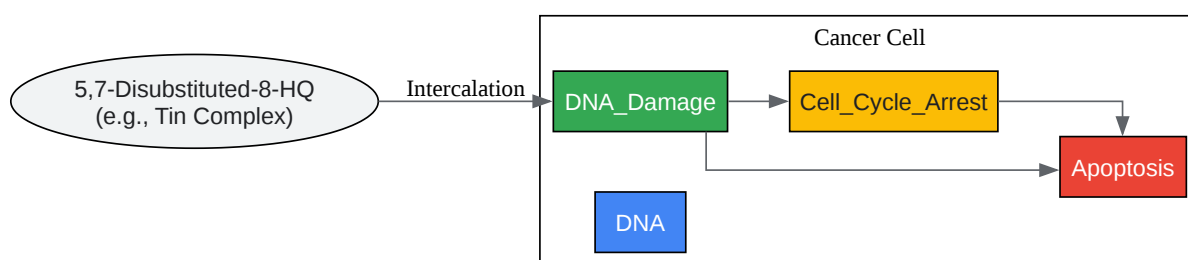 Cancer Cell
5,7-Disubstituted-8-HQ
(e.g., Tin Complex)
Intercalation
DNA_Damage
Cell_Cycle_Arrest
Apoptosis
DNA